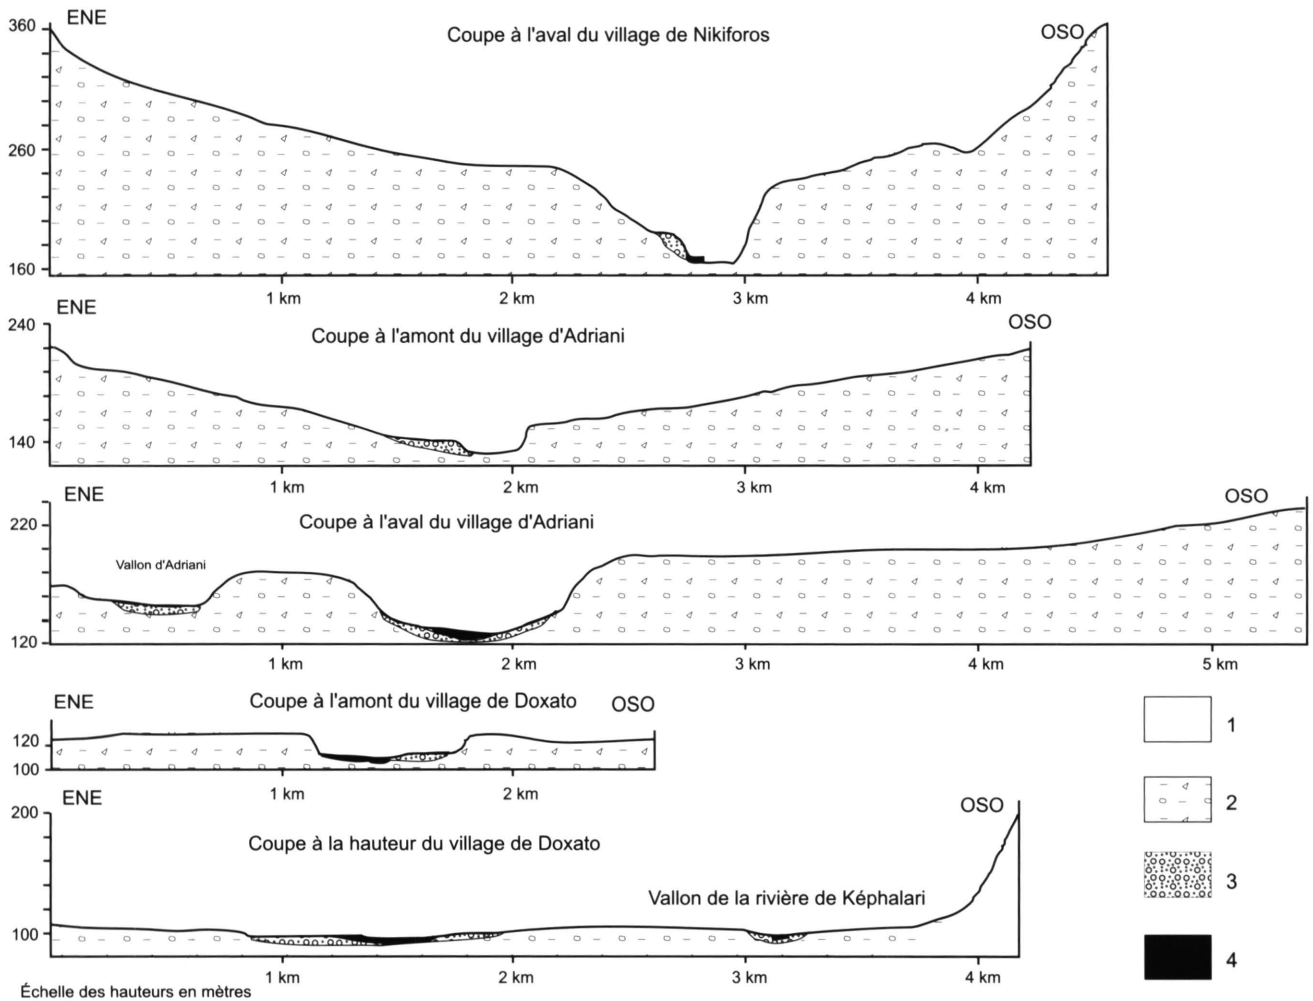 ENE
Coupe à l'aval du village de Nikiforos
OSO
360
260
160
1 km
2 km
3 km
4 km
ENE
Coupe à l'amont du village d'Adriani
OSO
240
140
1 km
2 km
3 km
4 km
ENE
Coupe à l'aval du village d'Adriani
OSO
220
Vallon d'Adriani
120
1 km
2 km
3 km
4 km
5 km
ENE
Coupe à l'amont du village de Doxato
OSO
120
100
1 km
2 km
ENE
OSO
200
Coupe à la hauteur du village de Doxato
Vallon de la rivière de Képhalari
100
1 km
2 km
3 km
4 km
Échelle des hauteurs en mètres
1
2
3
4